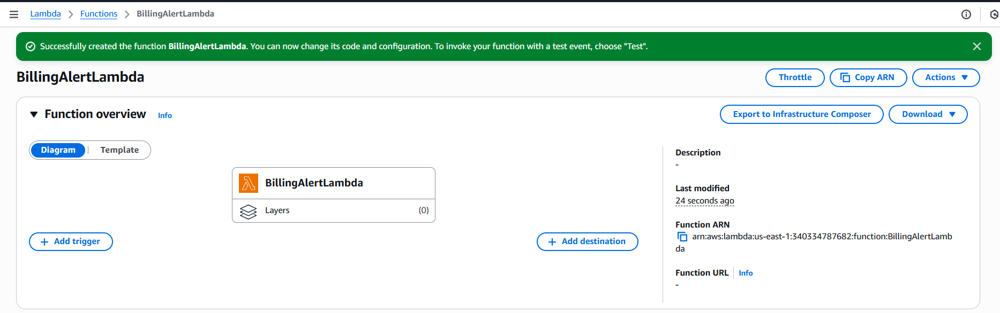 Lambda > Functions > BillingAlertLambda
Successfully created the function BillingAlertLambda. You can now change its code and configuration. To invoke your function with a test event, choose "Test".
BillingAlertLambda
Throttle
Copy ARN
Actions
Function overview
Info
Export to Infrastructure Composer
Download
Diagram
Template
BillingAlertLambda
Layers
(0)
+ Add trigger
+ Add destination
Description
-
Last modified
24 seconds ago
Function ARN
arn:aws:lambda:us-east-1:340334787682:function:BillingAlertLamb
da
Function URL
Info
-